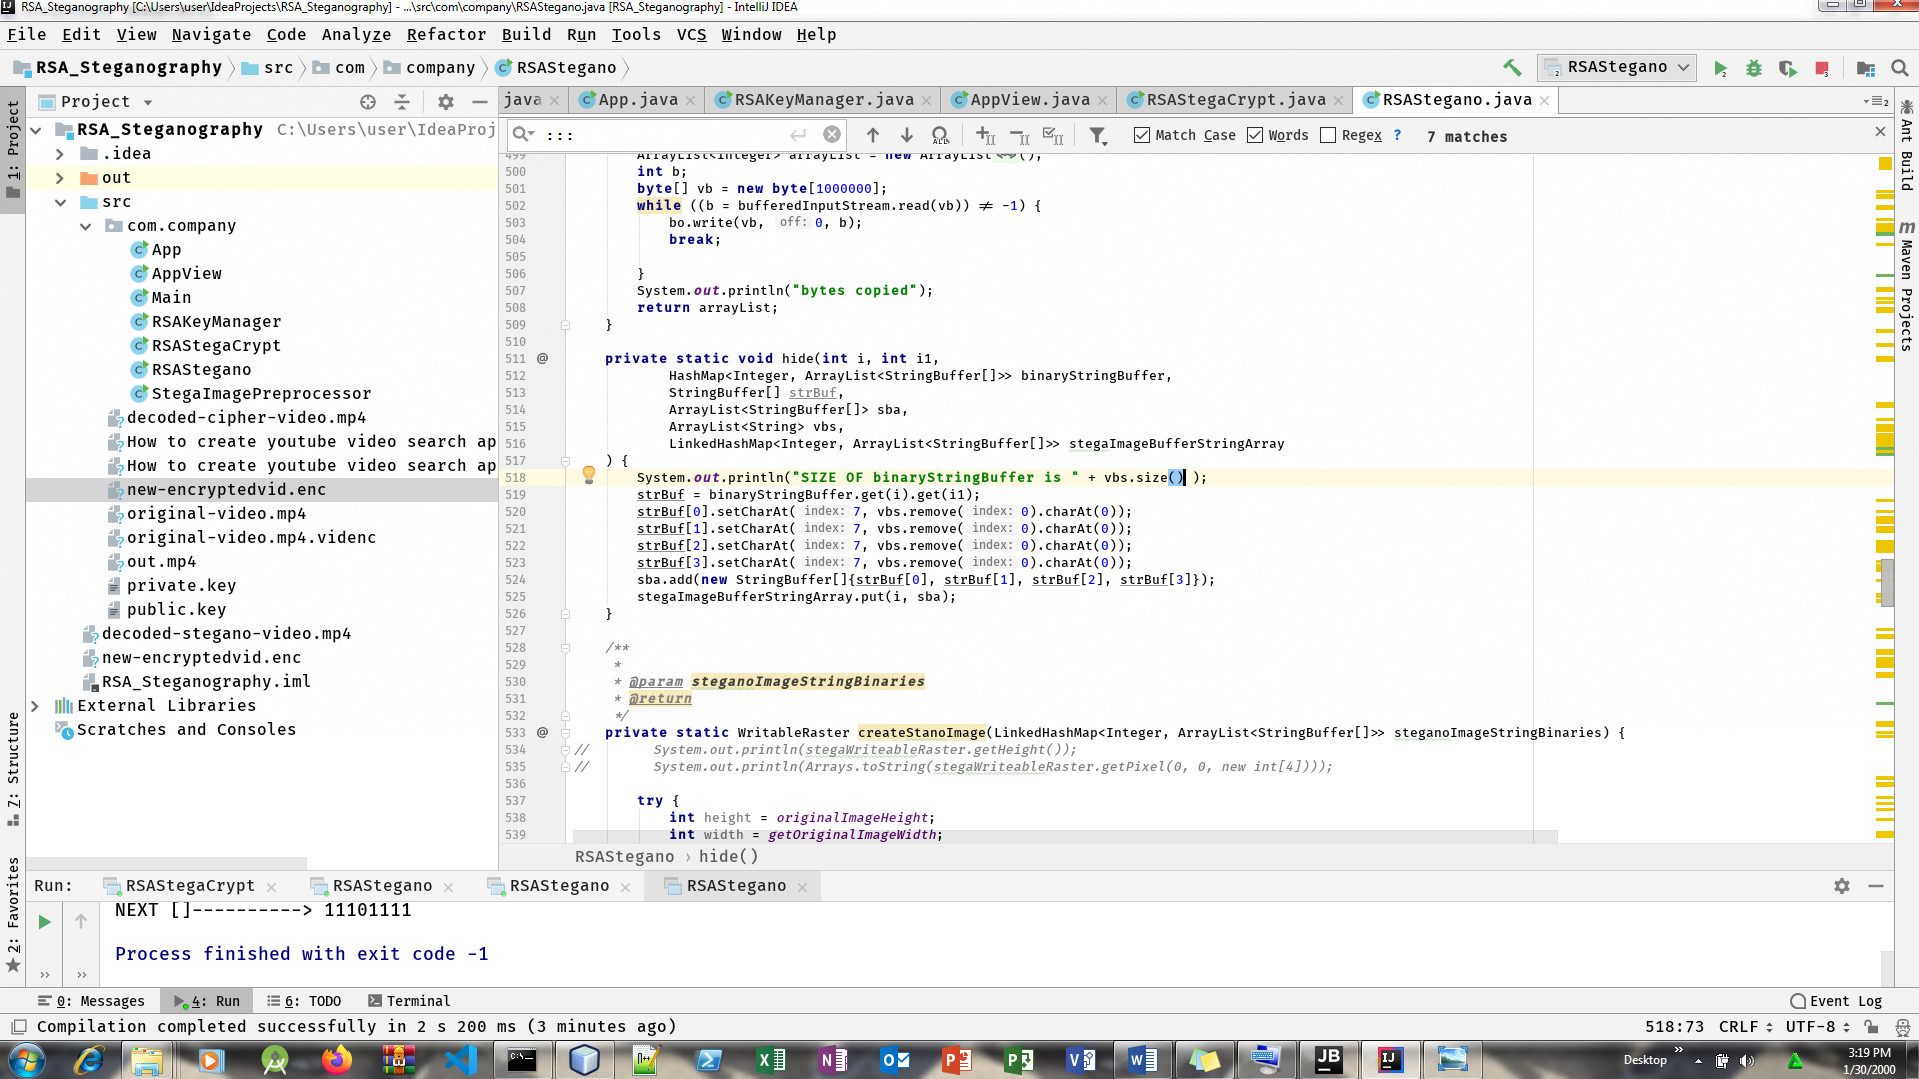 RSA_Steganography [C:\Users\user\IdeaProjects\RSA_Steganography] - ...\src\com\company\RSAStegano.java [RSA_Steganography] - IntelliJ IDEA
File Edit View Navigate Code Analyze Refactor Build Run Tools VCS Window Help
RSA_Steganography src com company RSAStegano RSAStegano
Project
java App.java RSAKeyManager.java AppView.java RSAStegaCrypt.java RSAStegano.java
::: Match Case Words Regex ? 7 matches
1: Project
7: Structure
2: Favorites
Ant Build
Maven Projects
RSA_Steganography C:\Users\user\IdeaProj
.idea
out
src
com.company
App
AppView
Main
RSAKeyManager
RSAStegaCrypt
RSAStegano
StegaImagePreprocessor
decoded-cipher-video.mp4
How to create youtube video search ap
How to create youtube video search ap
new-encryptedvid.enc
original-video.mp4
original-video.mp4.videnc
out.mp4
private.key
public.key
decoded-stegano-video.mp4
new-encryptedvid.enc
RSA_Steganography.iml
External Libraries
Scratches and Consoles
499 ArrayList<Integer> arrayList = new ArrayList<~>();
500 int b;
501 byte[] vb = new byte[1000000];
502 while ((b = bufferedInputStream.read(vb)) ≠ -1) {
503 bo.write(vb, off: 0, b);
504 break;
505
506 }
507 System.out.println("bytes copied");
508 return arrayList;
509 }
510
511 @ private static void hide(int i, int i1,
512 HashMap<Integer, ArrayList<StringBuffer[]>> binaryStringBuffer,
513 StringBuffer[] strBuf,
514 ArrayList<StringBuffer[]> sba,
515 ArrayList<String> vbs,
516 LinkedHashMap<Integer, ArrayList<StringBuffer[]>> stegaImageBufferStringArray
517 ) {
518 System.out.println("SIZE OF binaryStringBuffer is " + vbs.size() );
519 strBuf = binaryStringBuffer.get(i).get(i1);
520 strBuf[0].setCharAt( index: 7, vbs.remove( index: 0).charAt(0));
521 strBuf[1].setCharAt( index: 7, vbs.remove( index: 0).charAt(0));
522 strBuf[2].setCharAt( index: 7, vbs.remove( index: 0).charAt(0));
523 strBuf[3].setCharAt( index: 7, vbs.remove( index: 0).charAt(0));
524 sba.add(new StringBuffer[]{strBuf[0], strBuf[1], strBuf[2], strBuf[3]});
525 stegaImageBufferStringArray.put(i, sba);
526 }
527
528 /**
529 *
530 * @param steganoImageStringBinaries
531 * @return
532 */
533 @ private static WritableRaster createStanoImage(LinkedHashMap<Integer, ArrayList<StringBuffer[]>> steganoImageStringBinaries) {
534 // System.out.println(stegaWriteableRaster.getHeight());
535 // System.out.println(Arrays.toString(stegaWriteableRaster.getPixel(0, 0, new int[4])));
536
537 try {
538 int height = originalImageHeight;
539 int width = getOriginalImageWidth;
RSAStegano › hide()
Run: RSAStegaCrypt RSAStegano RSAStegano RSAStegano
NEXT []----------> 11101111
Process finished with exit code -1
0: Messages 4: Run 6: TODO Terminal Event Log
Compilation completed successfully in 2 s 200 ms (3 minutes ago) 518:73 CRLF UTF-8
Desktop 3:19 PM
1/30/2000